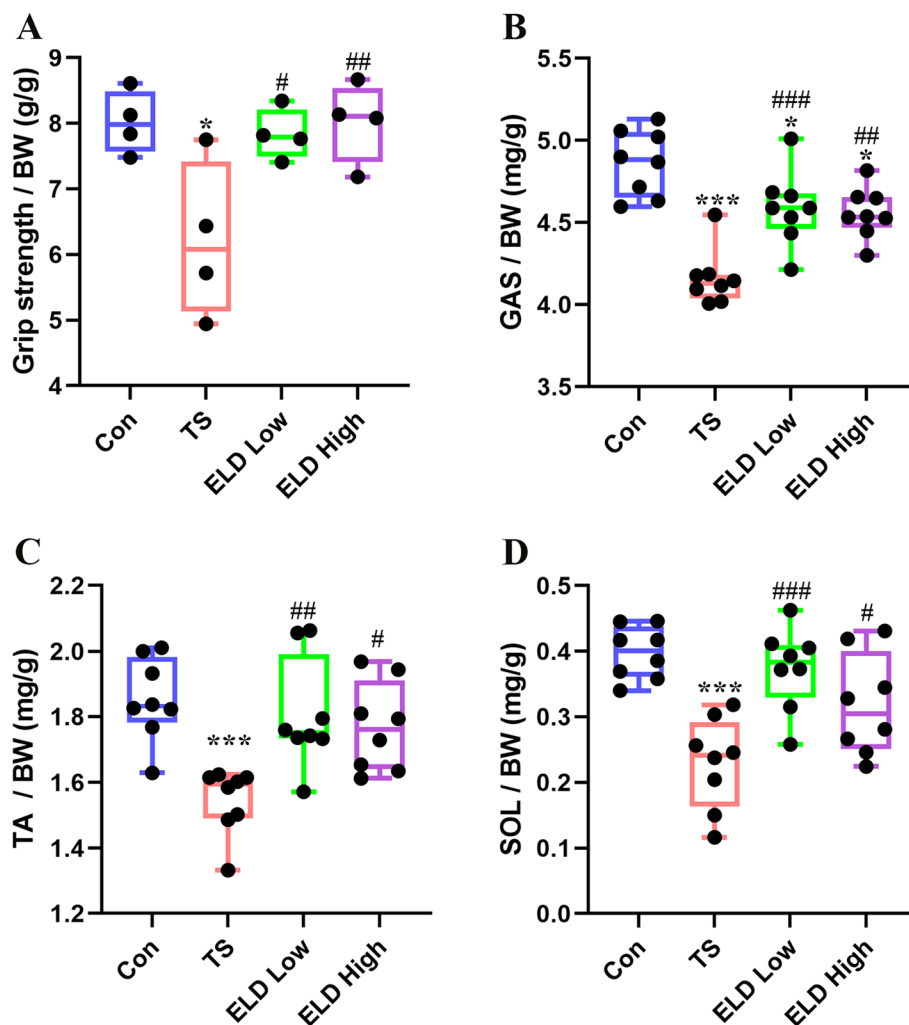 A
Grip strength / BW (g/g)
9
8
7
6
5
4
*
#
##
Con
TS
ELD Low
ELD High
B
GAS / BW (mg/g)
5.5
5.0
4.5
4.0
3.5
***
###
*
##
*
Con
TS
ELD Low
ELD High
C
TA / BW (mg/g)
2.2
2.0
1.8
1.6
1.4
1.2
***
##
#
Con
TS
ELD Low
ELD High
D
SOL / BW (mg/g)
0.5
0.4
0.3
0.2
0.1
0.0
***
###
#
Con
TS
ELD Low
ELD High